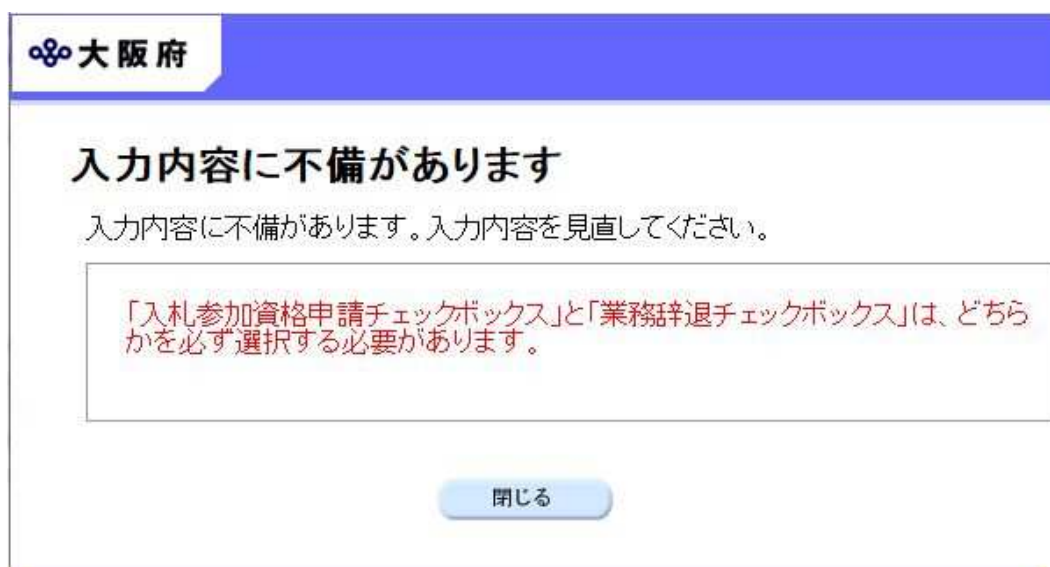 大阪府
入力内容に不備があります
入力内容に不備があります。入力内容を見直してください。
「入札参加資格申請チェックボックス」と「業務辞退チェックボックス」は、どちら
かを必ず選択する必要があります。
閉じる